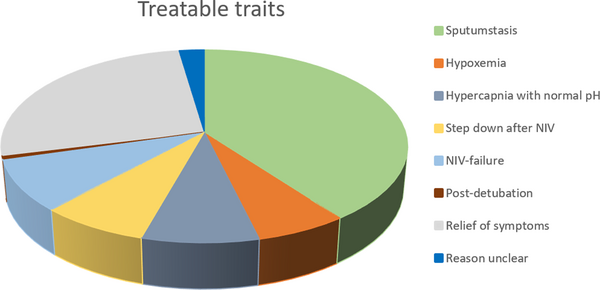 Treatable traits
Sputumstasis
Hypoxemia
Hypercapnia with normal pH
Step down after NIV
NIV-failure
Post-detubation
Relief of symptoms
Reason unclear